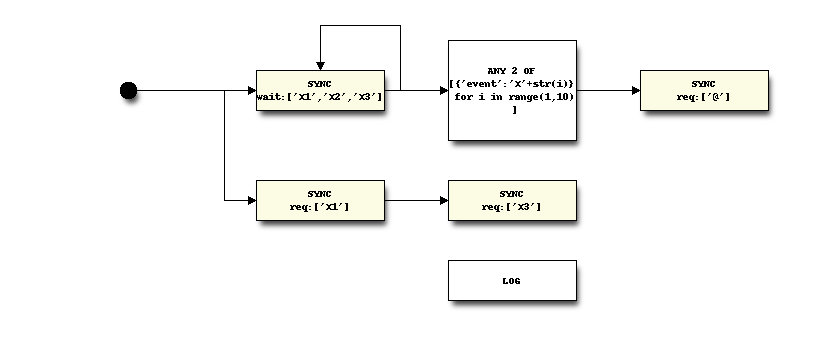 SYNC
wait:['X1','X2','X3']
ANY 2 OF
[{'event':'X'+str(i)}
for i in range(1,10)
]
SYNC
req:['@']
SYNC
req:['X1']
SYNC
req:['X3']
LOG